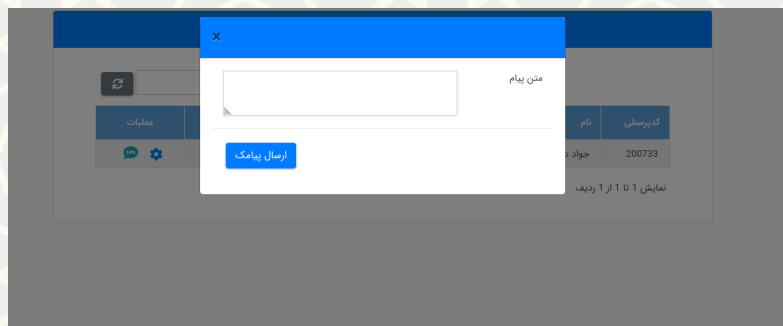 ×
متن پیام
ارسال پیامک
کدپرسنلی نام عملیات
200733 جواد
نمایش 1 تا 1 از 1 ردیف